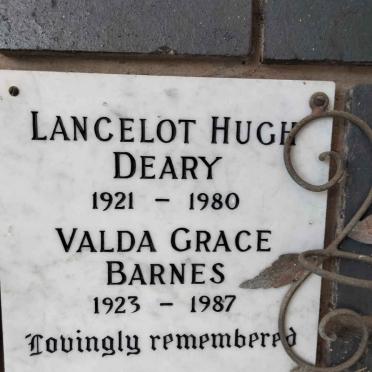 LANCELOT HUGH
DEARY
1921 – 1980
VALDA GRACE
BARNES
1923 – 1987
Lovingly remembered